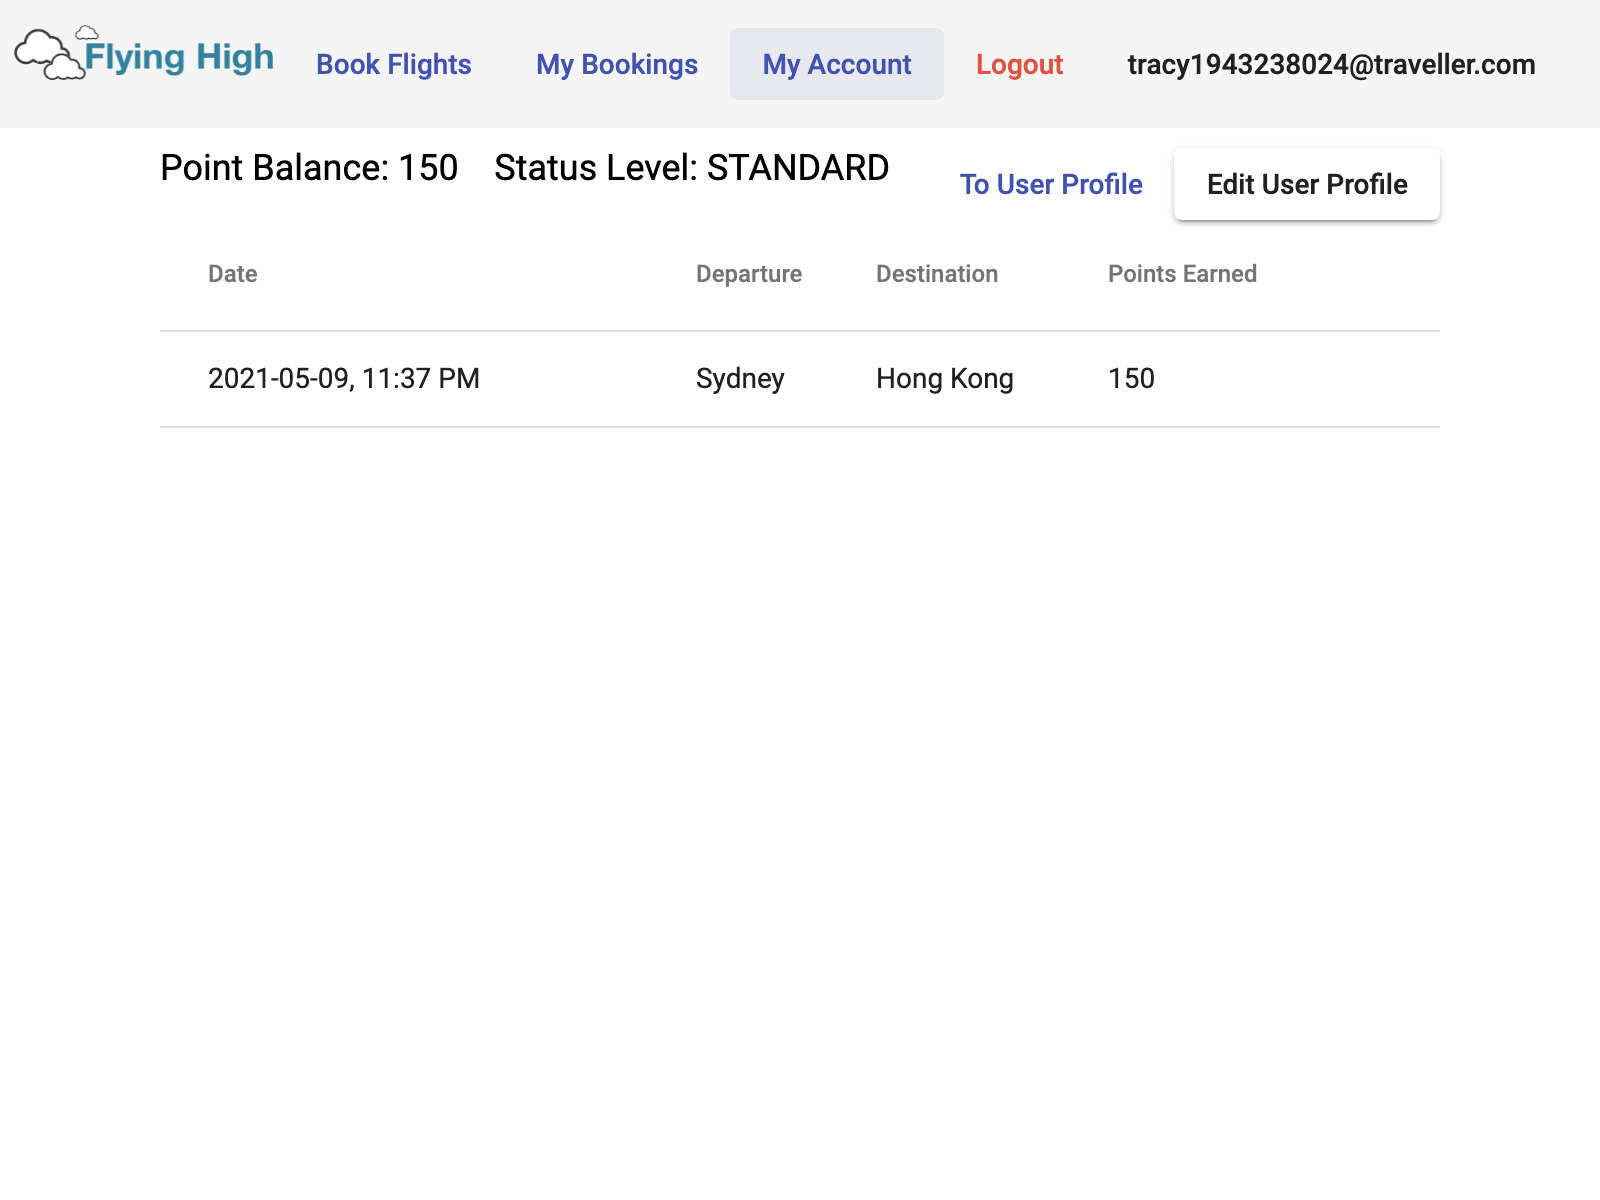 Flying High Book Flights My Bookings My Account Logout tracy1943238024@traveller.com
Point Balance: 150 Status Level: STANDARD To User Profile Edit User Profile
Date Departure Destination Points Earned
2021-05-09, 11:37 PM Sydney Hong Kong 150